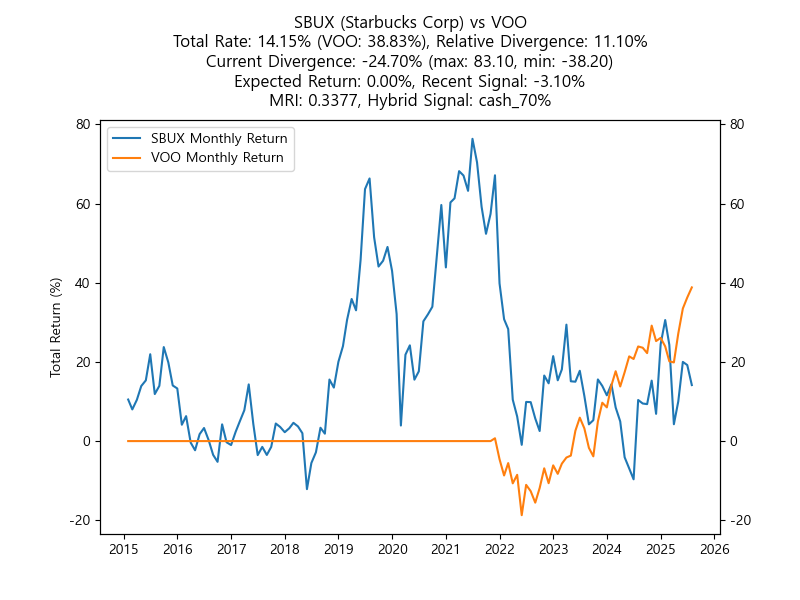 SBUX (Starbucks Corp) vs VOO
Total Rate: 14.15% (VOO: 38.83%), Relative Divergence: 11.10%
Current Divergence: -24.70% (max: 83.10, min: -38.20)
Expected Return: 0.00%, Recent Signal: -3.10%
MRI: 0.3377, Hybrid Signal: cash_70%
SBUX Monthly Return
VOO Monthly Return
Total Return (%)
80
60
40
20
0
-20
80
60
40
20
0
-20
2015 2016 2017 2018 2019 2020 2021 2022 2023 2024 2025 2026